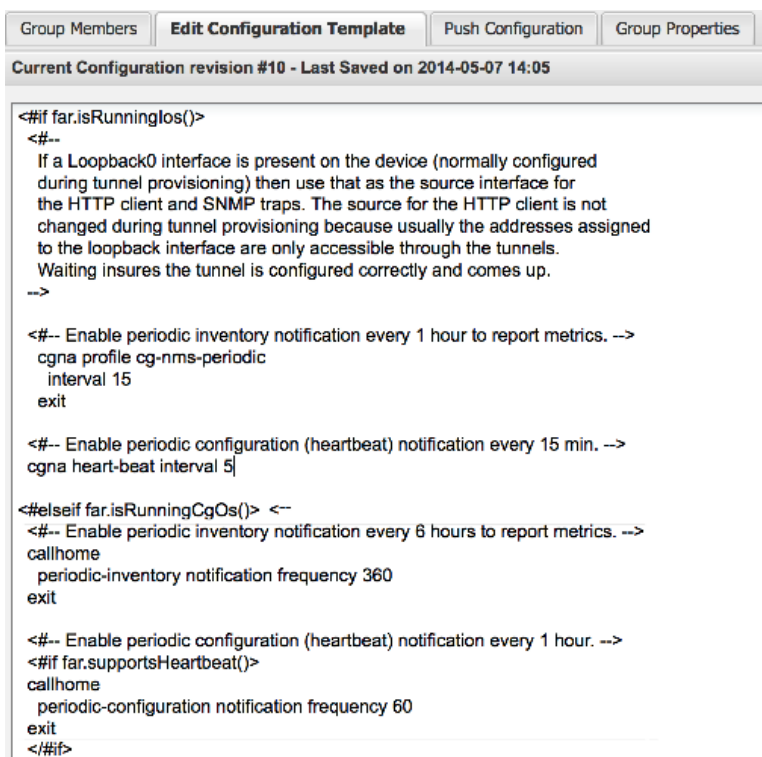 Group Members
Edit Configuration Template
Push Configuration
Group Properties
Current Configuration revision #10 - Last Saved on 2014-05-07 14:05
<#if far.isRunningIos()>
<#--
If a Loopback0 interface is present on the device (normally configured
during tunnel provisioning) then use that as the source interface for
the HTTP client and SNMP traps. The source for the HTTP client is not
changed during tunnel provisioning because usually the addresses assigned
to the loopback interface are only accessible through the tunnels.
Waiting insures the tunnel is configured correctly and comes up.
-->
<#-- Enable periodic inventory notification every 1 hour to report metrics. -->
cgna profile cg-nms-periodic
interval 15
exit
<#-- Enable periodic configuration (heartbeat) notification every 15 min. -->
cgna heart-beat interval 5
<#elseif far.isRunningCgOs()> <--
<#-- Enable periodic inventory notification every 6 hours to report metrics. -->
callhome
periodic-inventory notification frequency 360
exit
<#-- Enable periodic configuration (heartbeat) notification every 1 hour. -->
<#if far.supportsHeartbeat()>
callhome
periodic-configuration notification frequency 60
exit
</#if>